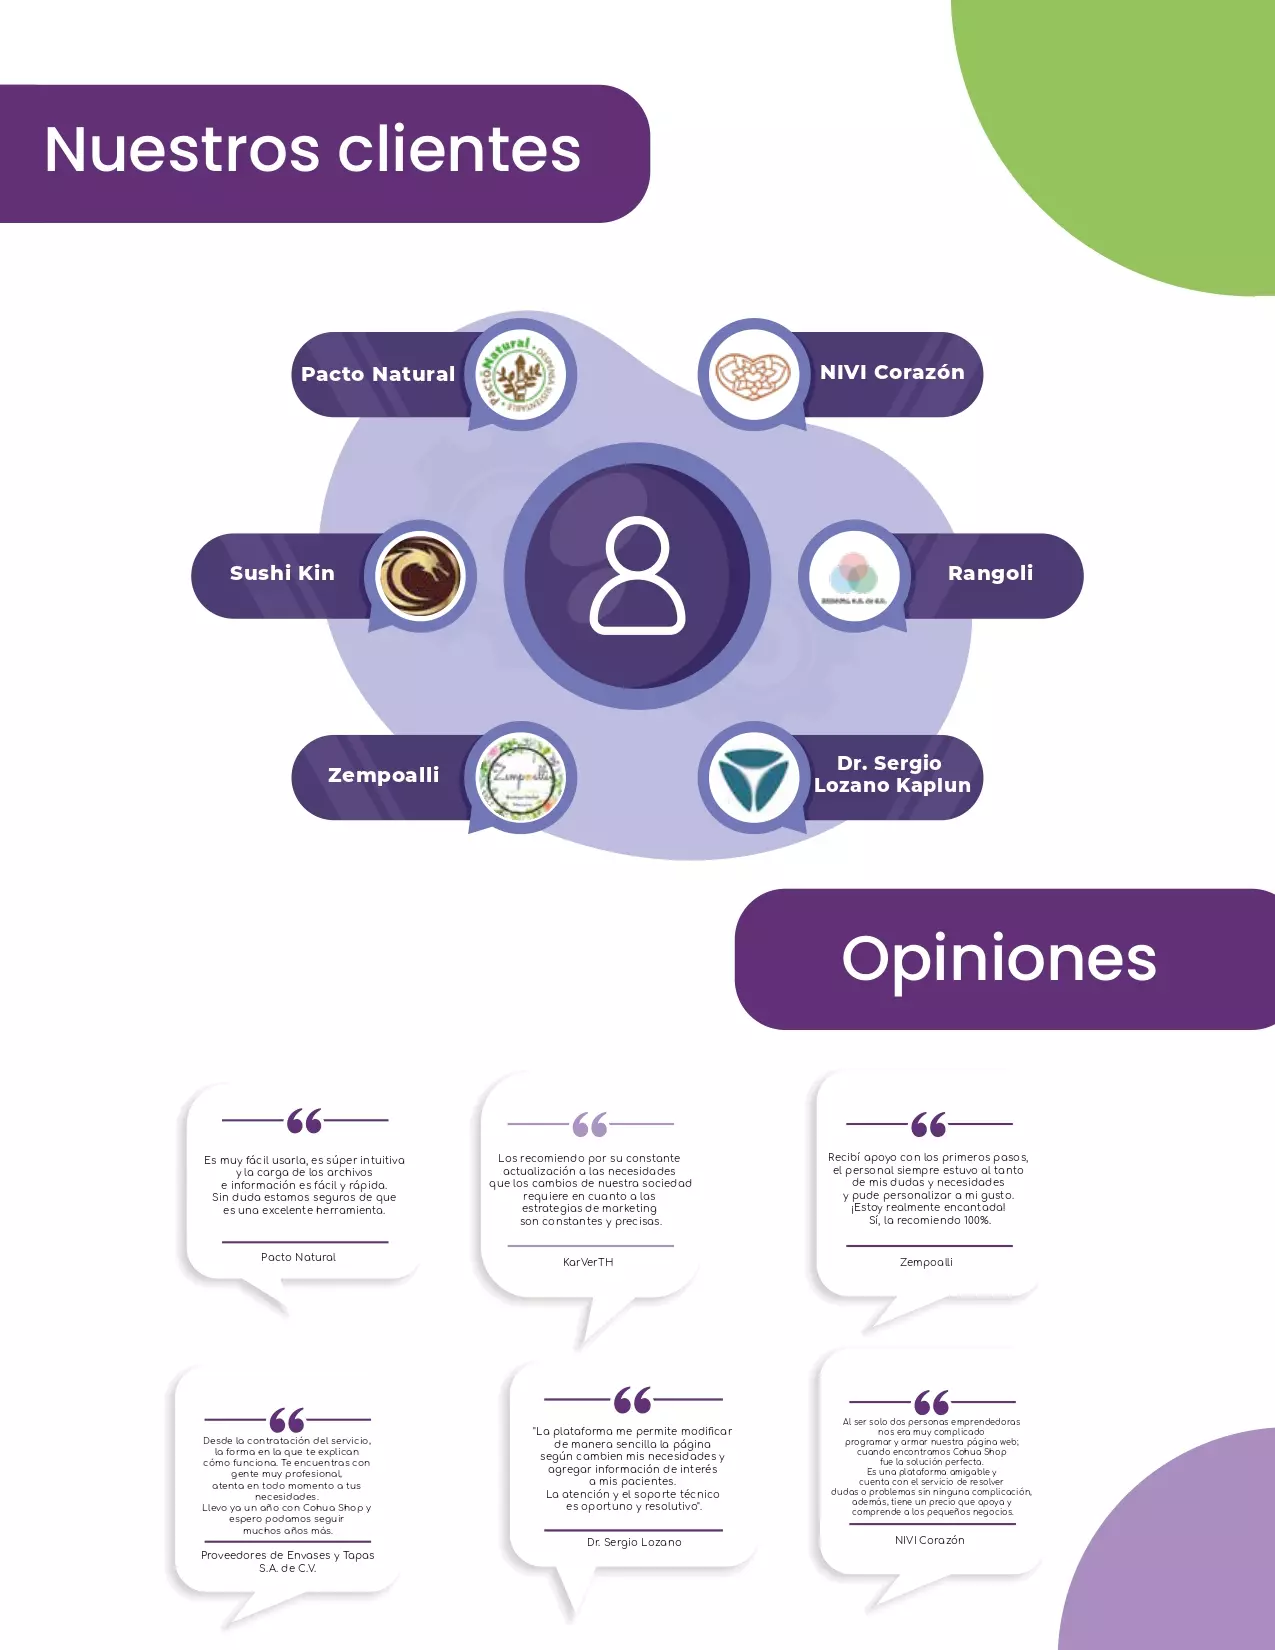 Nuestros clientes
Pacto Natural
Pacto Natural • DESPENSA SUSTENTABLE •
NIVI Corazón
Sushi Kin
Rangoli
Zempoalli
Zempoalli
Dr. Sergio
Lozano Kaplun
Opiniones
Es muy fácil usarla, es súper intuitiva
y la carga de los archivos
e información es fácil y rápida.
Sin duda estamos seguros de que
es una excelente herramienta.
Pacto Natural
Los recomiendo por su constante
actualización a las necesidades
que los cambios de nuestra sociedad
requiere en cuanto a las
estrategias de marketing
son constantes y precisas.
KarVerTH
Recibí apoyo con los primeros pasos,
el personal siempre estuvo al tanto
de mis dudas y necesidades
y pude personalizar a mi gusto.
¡Estoy realmente encantada!
Sí, la recomiendo 100%.
Zempoalli
Desde la contratación del servicio,
la forma en la que te explican
cómo funciona. Te encuentras con
gente muy profesional,
atenta en todo momento a tus
necesidades.
Llevo ya un año con Cohua Shop y
espero podamos seguir
muchos años más.
Proveedores de Envases y Tapas
S.A. de C.V.
"La plataforma me permite modificar
de manera sencilla la página
según cambien mis necesidades y
agregar información de interés
a mis pacientes.
La atención y el soporte técnico
es oportuno y resolutivo".
Dr. Sergio Lozano
Al ser solo dos personas emprendedoras
nos era muy complicado
programar y armar nuestra página web;
cuando encontramos Cohua Shop
fue la solución perfecta.
Es una plataforma amigable y
cuenta con el servicio de resolver
dudas o problemas sin ninguna complicación,
además, tiene un precio que apoya y
comprende a los pequeños negocios.
NIVI Corazón